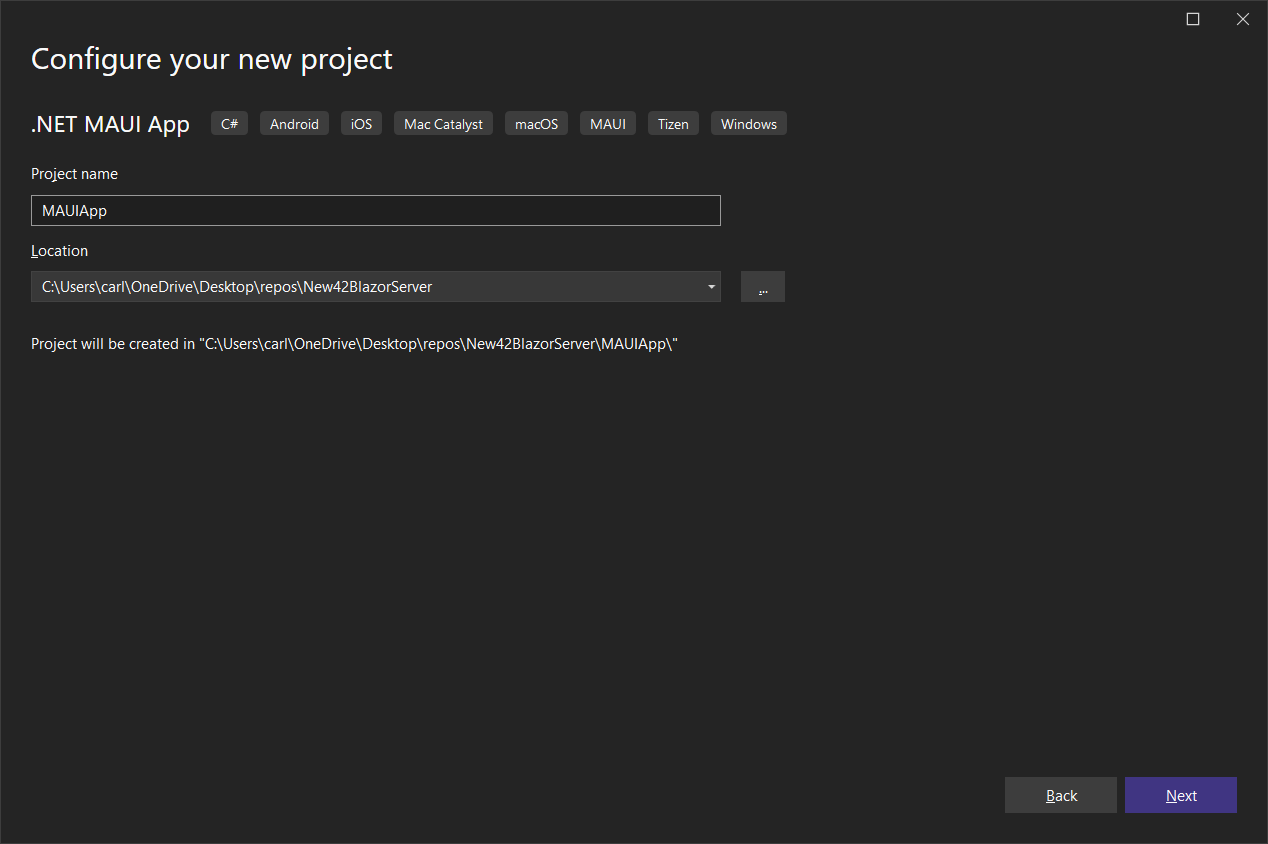 Configure your new project
.NET MAUI App C# Android iOS Mac Catalyst macOS MAUI Tizen Windows
Project name
MAUIApp
Location
C:\Users\carl\OneDrive\Desktop\repos\New42BlazorServer ...
Project will be created in "C:\Users\carl\OneDrive\Desktop\repos\New42BlazorServer\MAUIApp\"
Back Next